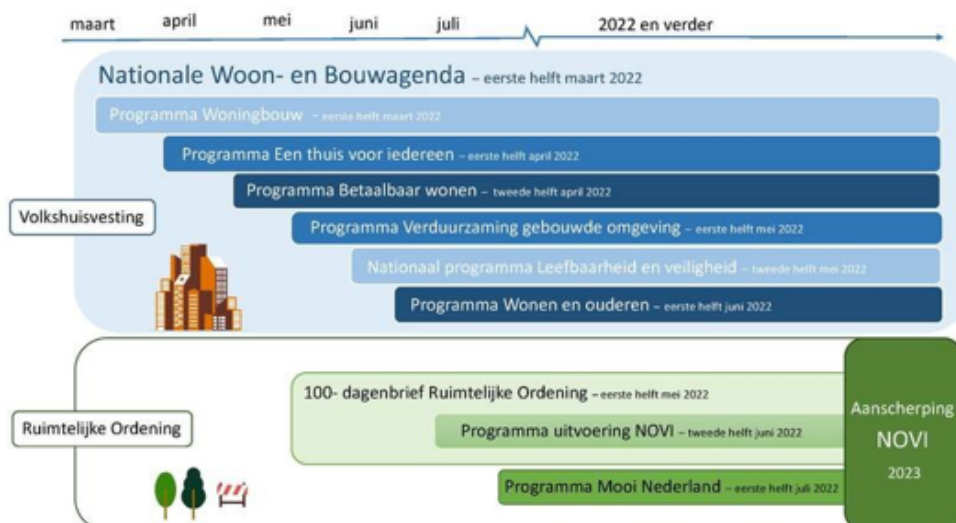 maart april mei juni juli 2022 en verder
Nationale Woon- en Bouwagenda – eerste helft maart 2022
Programma Woningbouw - eerste helft maart 2022
Programma Een thuis voor iedereen – eerste helft april 2022
Programma Betaalbaar wonen – tweede helft april 2022
Volkshuisvesting
Programma Verduurzaming gebouwde omgeving – eerste helft mei 2022
Nationaal programma Leefbaarheid en veiligheid – tweede helft mei 2022
Programma Wonen en ouderen – eerste helft juni 2022
100- dagenbrief Ruimtelijke Ordening – eerste helft mei 2022
Ruimtelijke Ordening
Programma uitvoering NOVI – tweede helft juni 2022
Programma Mooi Nederland – eerste helft juli 2022
Aanscherping
NOVI
2023